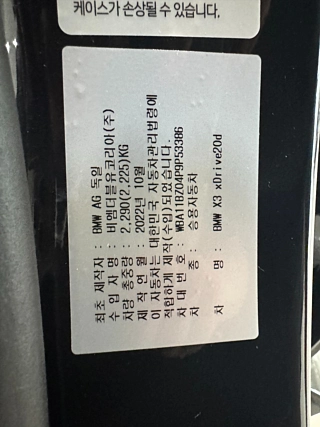 케이스가 손상될 수 있습니다.
최초 제작자 : BMW AG 독일
수 입 자 명 : 비엠더블유코리아(주)
차량 총중량 : 2,290(2,225)KG
제 작 연 월 : 2022년 10월
이 자동차는 대한민국 자동차관리법령에
적합하게 제작(수입)되었습니다.
차 대 번 호 : WBA11BZ04P9P53386
차 종 : 승용자동차
차 명 : BMW X3 xDrive20d